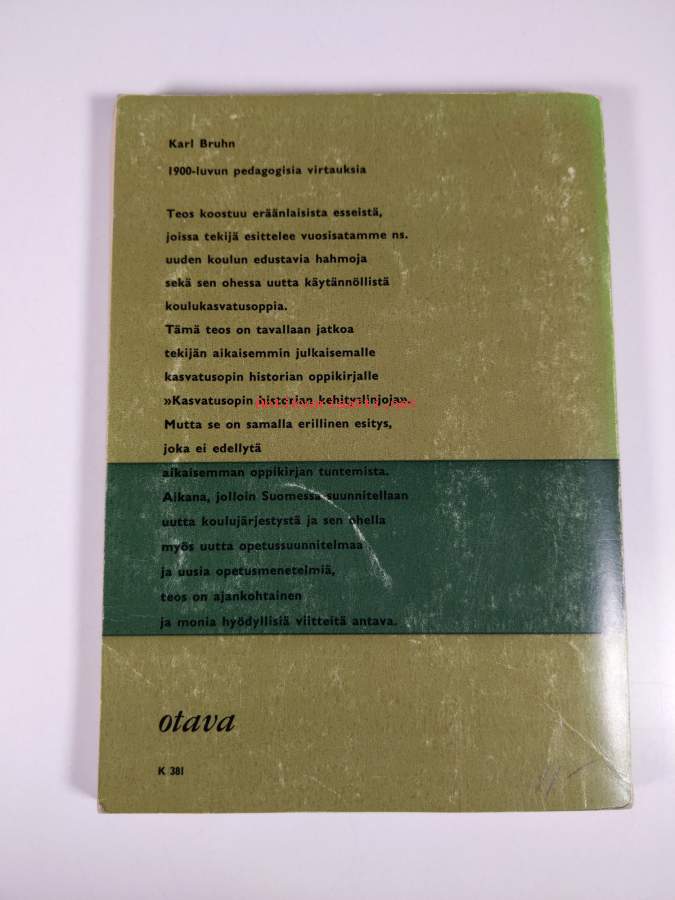 Karl Bruhn
1900-luvun pedagogisia virtauksia
Teos koostuu eräänlaisista esseistä,
joissa tekijä esittelee vuosisatamme ns.
uuden koulun edustavia hahmoja
sekä sen ohessa uutta käytännöllistä
koulukasvatusoppia.
Tämä teos on tavallaan jatkoa
tekijän aikaisemmin julkaisemalle
kasvatusopin historian oppikirjalle
»Kasvatusopin historian kehityslinjoja».
Mutta se on samalla erillinen esitys,
joka ei edellytä
aikaisemman oppikirjan tuntemista.
Aikana, jolloin Suomessa suunnitellaan
uutta koulujärjestystä ja sen ohella
myös uutta opetussuunnitelmaa
ja uusia opetusmenetelmiä,
teos on ajankohtainen
ja monia hyödyllisiä viitteitä antava.
otava
K 381